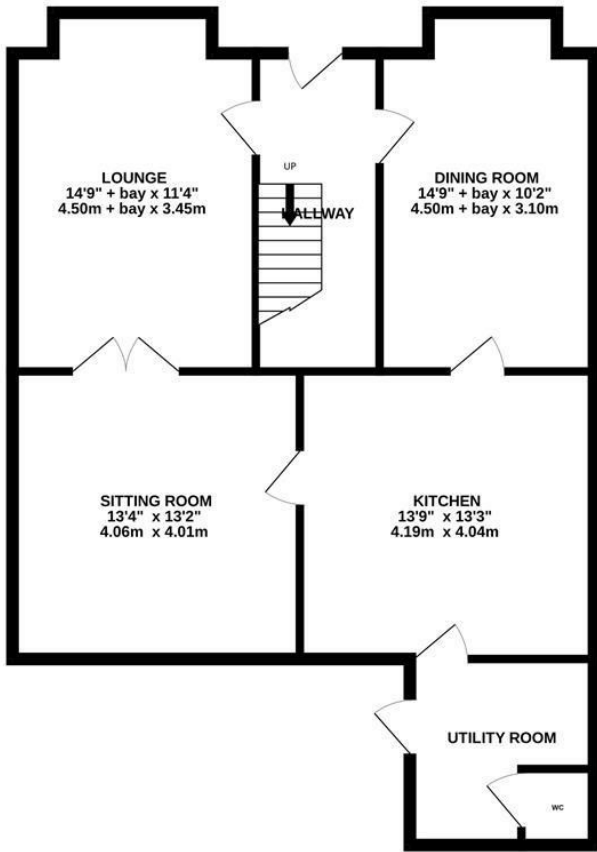 LOUNGE
14'9" + bay x 11'4"
4.50m + bay x 3.45m
UP
HALLWAY
DINING ROOM
14'9" + bay x 10'2"
4.50m + bay x 3.10m
SITTING ROOM
13'4" x 13'2"
4.06m x 4.01m
KITCHEN
13'9" x 13'3"
4.19m x 4.04m
UTILITY ROOM
WC